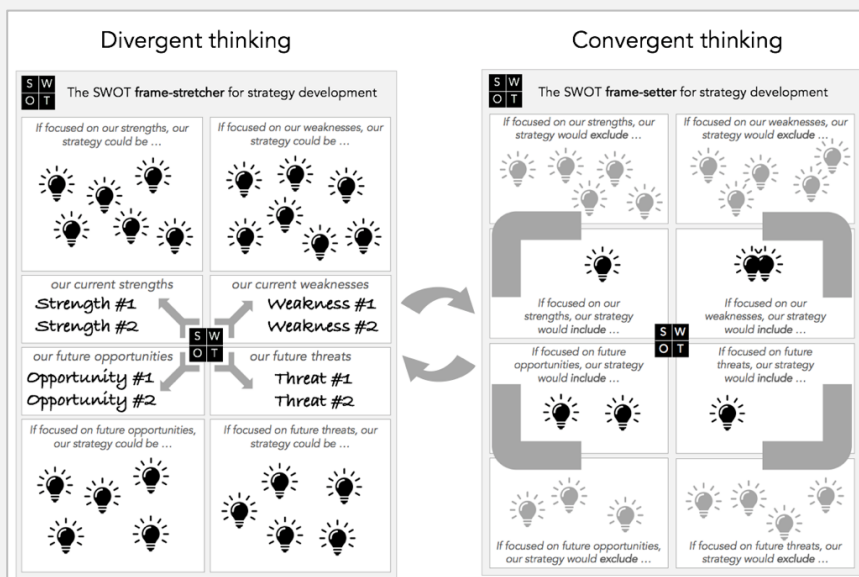 Divergent thinking
Convergent thinking
S W
O T
The SWOT frame-stretcher for strategy development
If focused on our strengths, our
strategy could be ...
If focused on our weaknesses, our
strategy could be ...
our current strengths
Strength #1
Strength #2
our current weaknesses
Weakness #1
Weakness #2
S W
O T
our future opportunities
Opportunity #1
Opportunity #2
our future threats
Threat #1
Threat #2
If focused on future opportunities,
our strategy could be ...
If focused on future threats, our
strategy could be ...
S W
O T
The SWOT frame-setter for strategy development
If focused on our strengths, our
strategy would exclude ...
If focused on our weaknesses, our
strategy would exclude ...
If focused on our
strengths, our strategy
would include ...
If focused on our
weaknesses, our strategy
would include ...
S W
O T
If focused on future
opportunities, our strategy
would include ...
If focused on future
threats, our strategy
would include ...
If focused on future opportunities,
our strategy would exclude ...
If focused on future threats, our
strategy would exclude ...